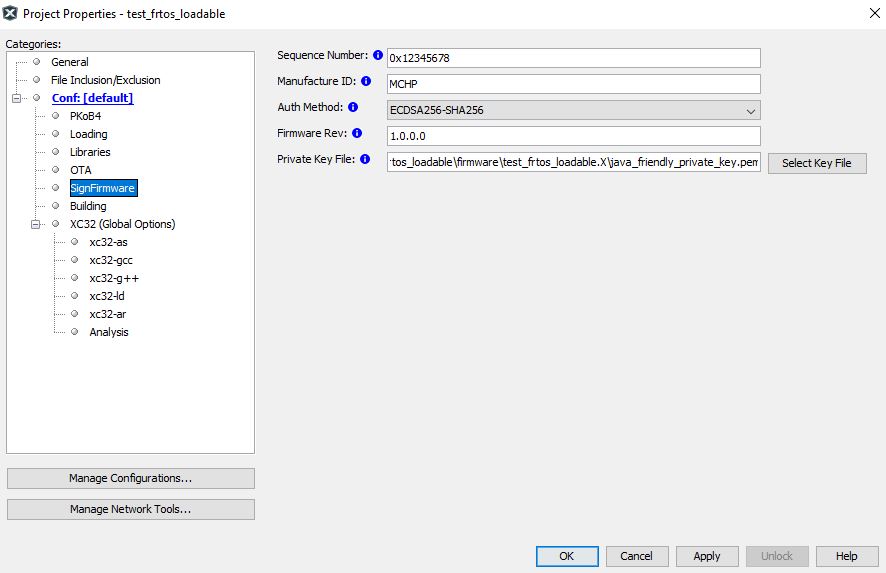 Project Properties - test_frtos_loadable
Categories:
General
File Inclusion/Exclusion
Conf: [default]
PKoB4
Loading
Libraries
OTA
SignFirmware
Building
XC32 (Global Options)
xc32-as
xc32-gcc
xc32-g++
xc32-ld
xc32-ar
Analysis
Manage Configurations...
Manage Network Tools...
Sequence Number: 0x12345678
Manufacture ID: MCHP
Auth Method: ECDSA256-SHA256
Firmware Rev: 1.0.0.0
Private Key File: tos_loadable\firmware\test_frtos_loadable.X\java_friendly_private_key.pem Select Key File
OK Cancel Apply Unlock Help